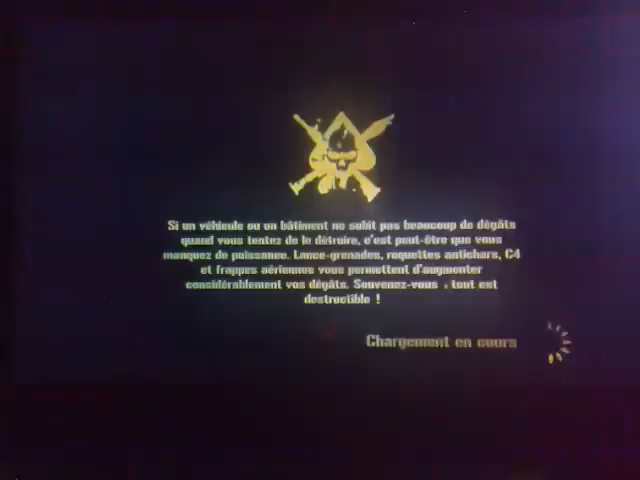 Si un véhicule ou un bâtiment ne subit pas beaucoup de dégâts
quand vous tentez de le détruire, c'est peut-être que vous
manquez de puissance. Lance-grenades, roquettes antichars, C4
et frappes aériennes vous permettent d'augmenter
considérablement vos dégâts. Souvenez-vous , tout est
destructible !
Chargement en cours